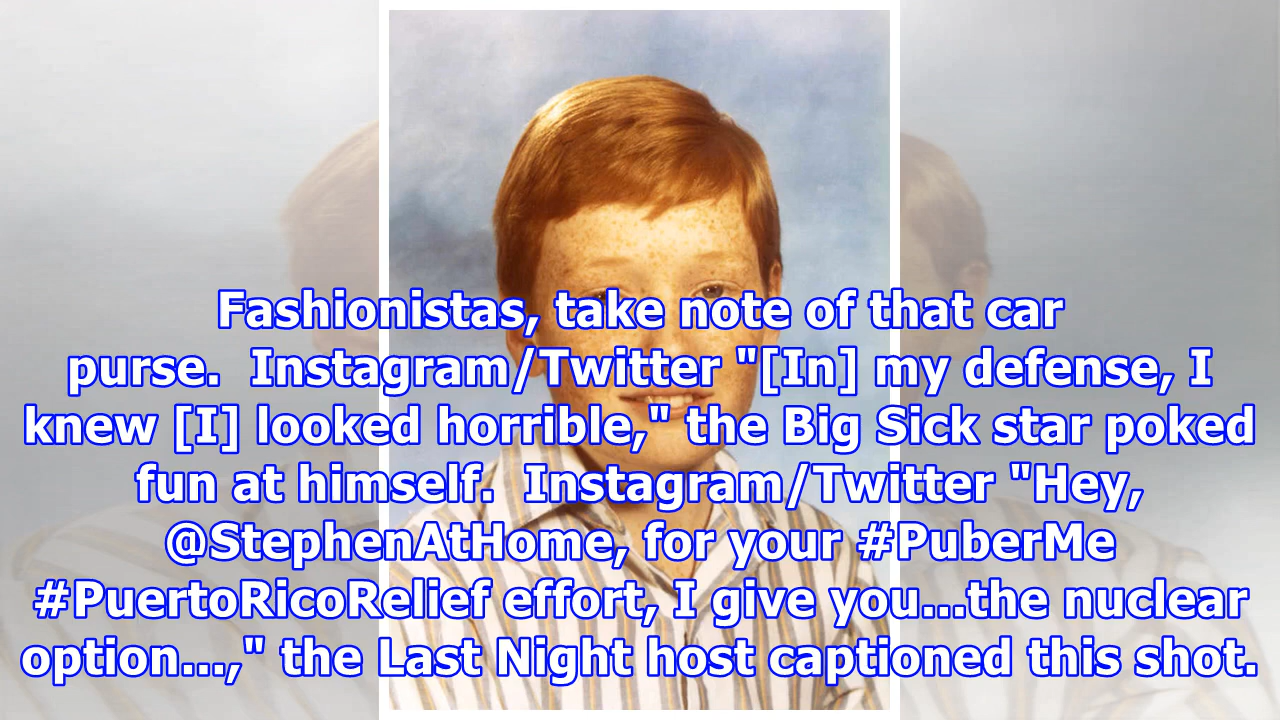 Fashionistas, take note of that car
purse.  Instagram/Twitter "[In] my defense, I
knew [I] looked horrible," the Big Sick star poked
fun at himself.  Instagram/Twitter "Hey,
@StephenAtHome, for your #PuberMe
#PuertoRicoRelief effort, I give you...the nuclear
option...," the Last Night host captioned this shot.